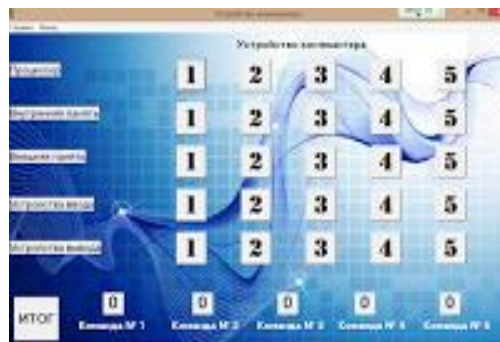 Устройство компьютера
Процессор 1 2 3 4 5
Внутренняя память 1 2 3 4 5
Внешняя память 1 2 3 4 5
Устройства ввода 1 2 3 4 5
Устройства вывода 1 2 3 4 5
ИТОГ 0 0 0 0 0
Команда № 1 Команда № 2 Команда № 3 Команда № 4 Команда № 5